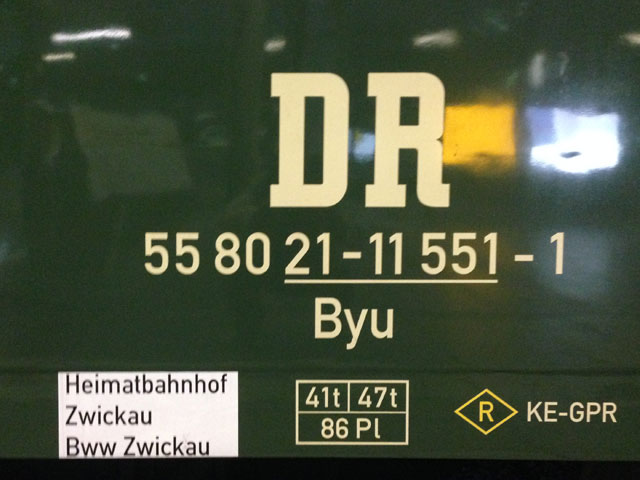 DR
55 80 21-11 551 - 1
Byu
Heimatbahnhof
Zwickau
Bww Zwickau
41t 47t
86 Pl
R KE-GPR